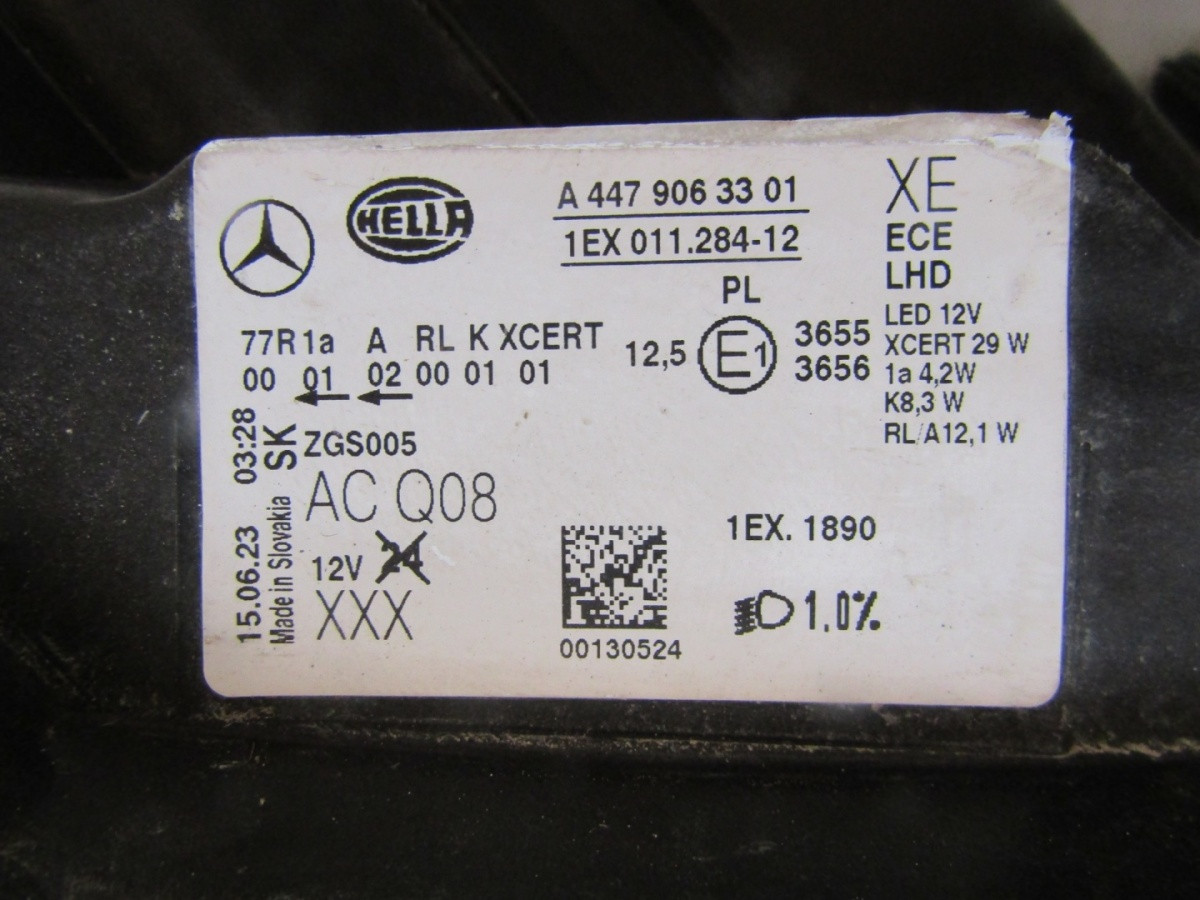 HELLA
A 447 906 33 01
1EX 011.284-12
XE
ECE
LHD
PL
77R 1a A RL K XCERT
00 01 02 00 01 01
12,5 E1 3655
3656
LED 12V
XCERT 29 W
1a 4,2W
K8,3 W
RL/A12,1 W
15.06.23 03:28
Made in Slovakia SK
ZGS005
AC Q08
12V 24
XXX
00130524
1EX. 1890
1.0%